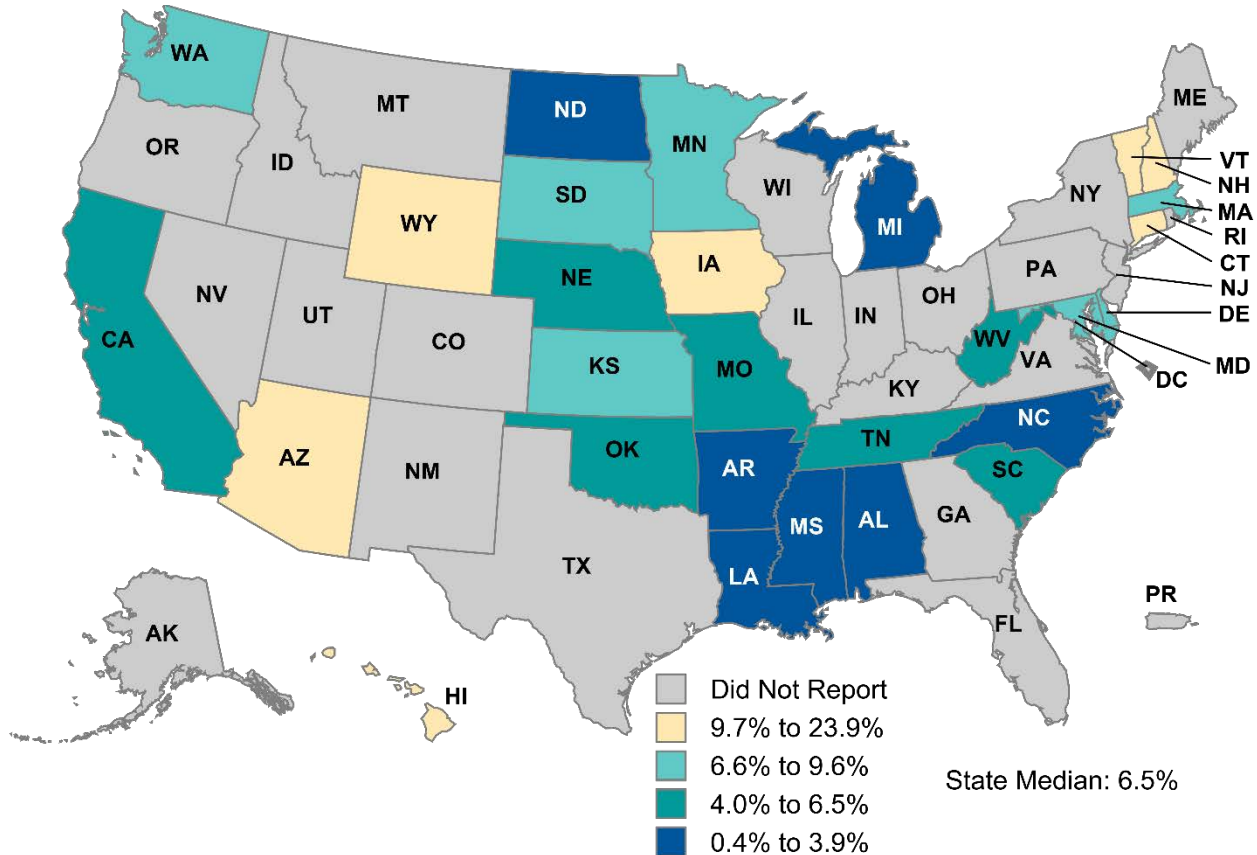 WA
MT
ND
MN
ME
OR
ID
SD
WI
NY
VT
NH
MA
RI
CT
NJ
DE
MD
DC
WY
MI
IA
NE
PA
NV
UT
CO
IL
IN
OH
WV
VA
CA
KS
MO
KY
AZ
NM
OK
AR
TN
NC
SC
MS
AL
GA
TX
LA
FL
PR
AK
HI
Did Not Report
9.7% to 23.9%
6.6% to 9.6%
4.0% to 6.5%
0.4% to 3.9%
State Median: 6.5%